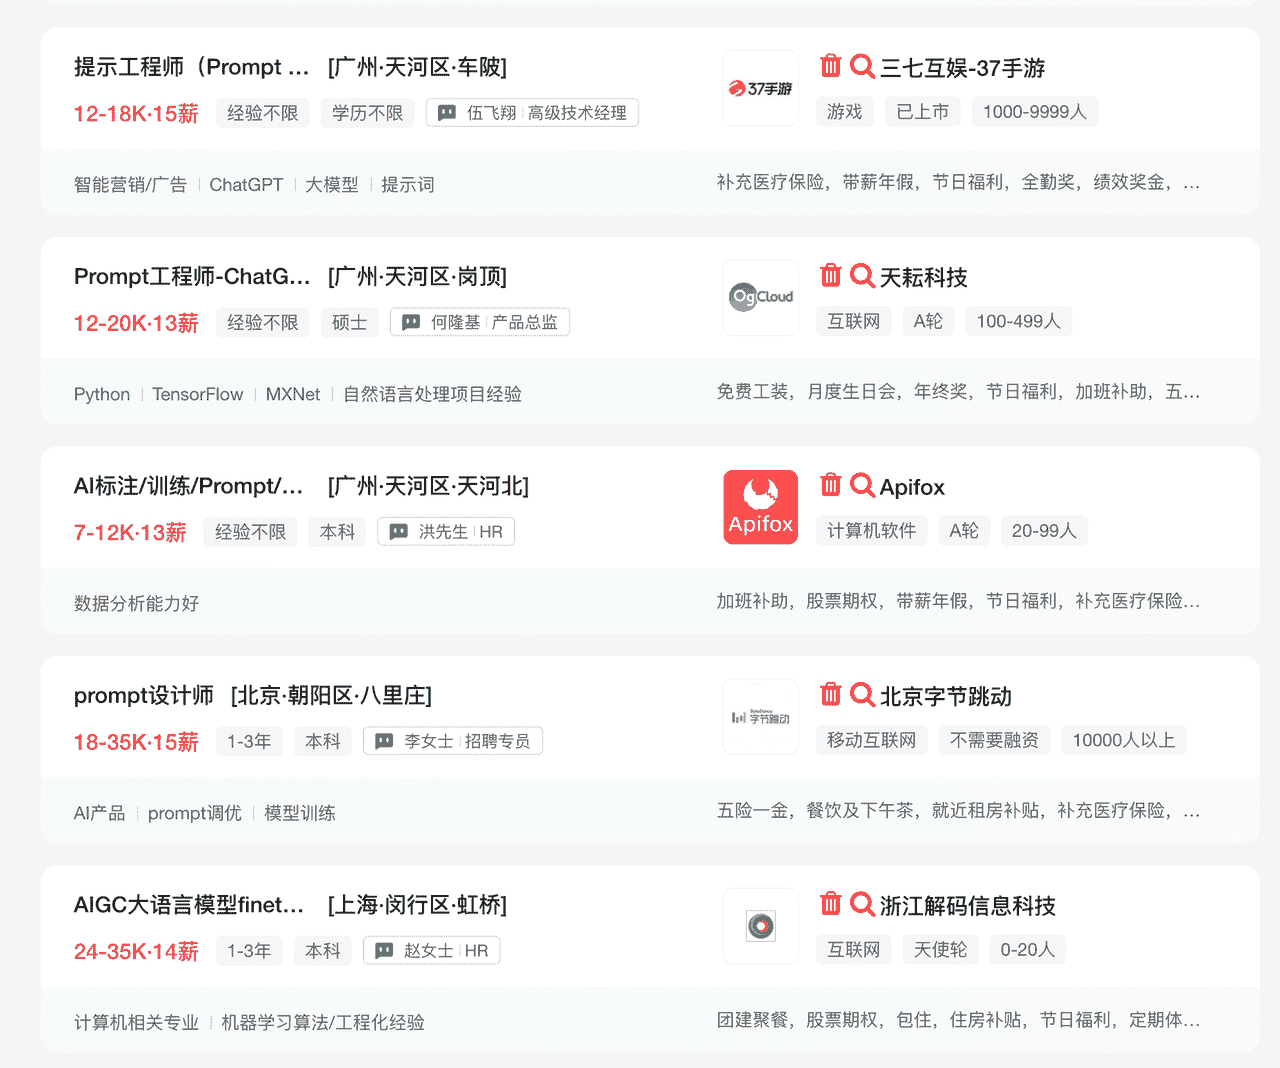 提示工程师（Prompt ... [广州·天河区·车陂]
12-18K·15薪 经验不限 学历不限 伍飞翔 高级技术经理
37手游
三七互娱-37手游
游戏 已上市 1000-9999人
智能营销/广告 ChatGPT 大模型 提示词
补充医疗保险，带薪年假，节日福利，全勤奖，绩效奖金，...
Prompt工程师-ChatG... [广州·天河区·岗顶]
12-20K·13薪 经验不限 硕士 何隆基 产品总监
OgCloud
天耘科技
互联网 A轮 100-499人
Python TensorFlow MXNet 自然语言处理项目经验
免费工装，月度生日会，年终奖，节日福利，加班补助，五...
AI标注/训练/Prompt/... [广州·天河区·天河北]
7-12K·13薪 经验不限 本科 洪先生 HR
Apifox
Apifox
计算机软件 A轮 20-99人
数据分析能力好
加班补助，股票期权，带薪年假，节日福利，补充医疗保险...
prompt设计师 [北京·朝阳区·八里庄]
18-35K·15薪 1-3年 本科 李女士 招聘专员
ByteDance
字节跳动
北京字节跳动
移动互联网 不需要融资 10000人以上
AI产品 prompt调优 模型训练
五险一金，餐饮及下午茶，就近租房补贴，补充医疗保险，...
AIGC大语言模型finet... [上海·闵行区·虹桥]
24-35K·14薪 1-3年 本科 赵女士 HR
浙江解码信息科技
互联网 天使轮 0-20人
计算机相关专业 机器学习算法/工程化经验
团建聚餐，股票期权，包住，住房补贴，节日福利，定期体...